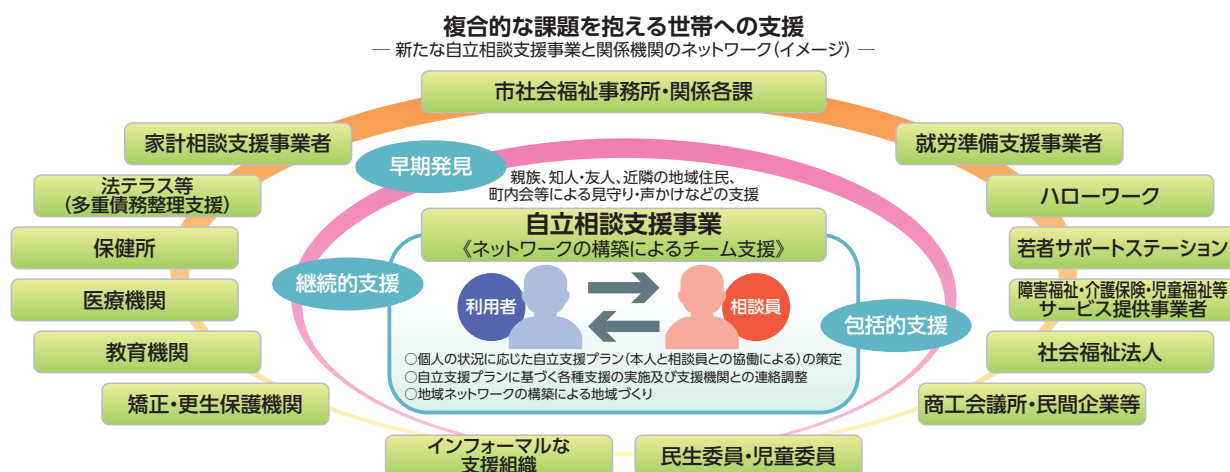 複合的な課題を抱える世帯への支援
― 新たな自立相談支援事業と関係機関のネットワーク(イメージ) ―
市社会福祉事務所・関係各課
家計相談支援事業者
就労準備支援事業者
早期発見
親族、知人・友人、近隣の地域住民、
町内会等による見守り・声かけなどの支援
法テラス等
(多重債務整理支援)
ハローワーク
自立相談支援事業
《ネットワークの構築によるチーム支援》
保健所
若者サポートステーション
継続的支援
医療機関
利用者
相談員
障害福祉・介護保険・児童福祉等
サービス提供事業者
包括的支援
教育機関
社会福祉法人
○個人の状況に応じた自立支援プラン(本人と相談員との協働による)の策定
○自立支援プランに基づく各種支援の実施及び支援機関との連絡調整
○地域ネットワークの構築による地域づくり
矯正・更生保護機関
商工会議所・民間企業等
インフォーマルな
支援組織
民生委員・児童委員